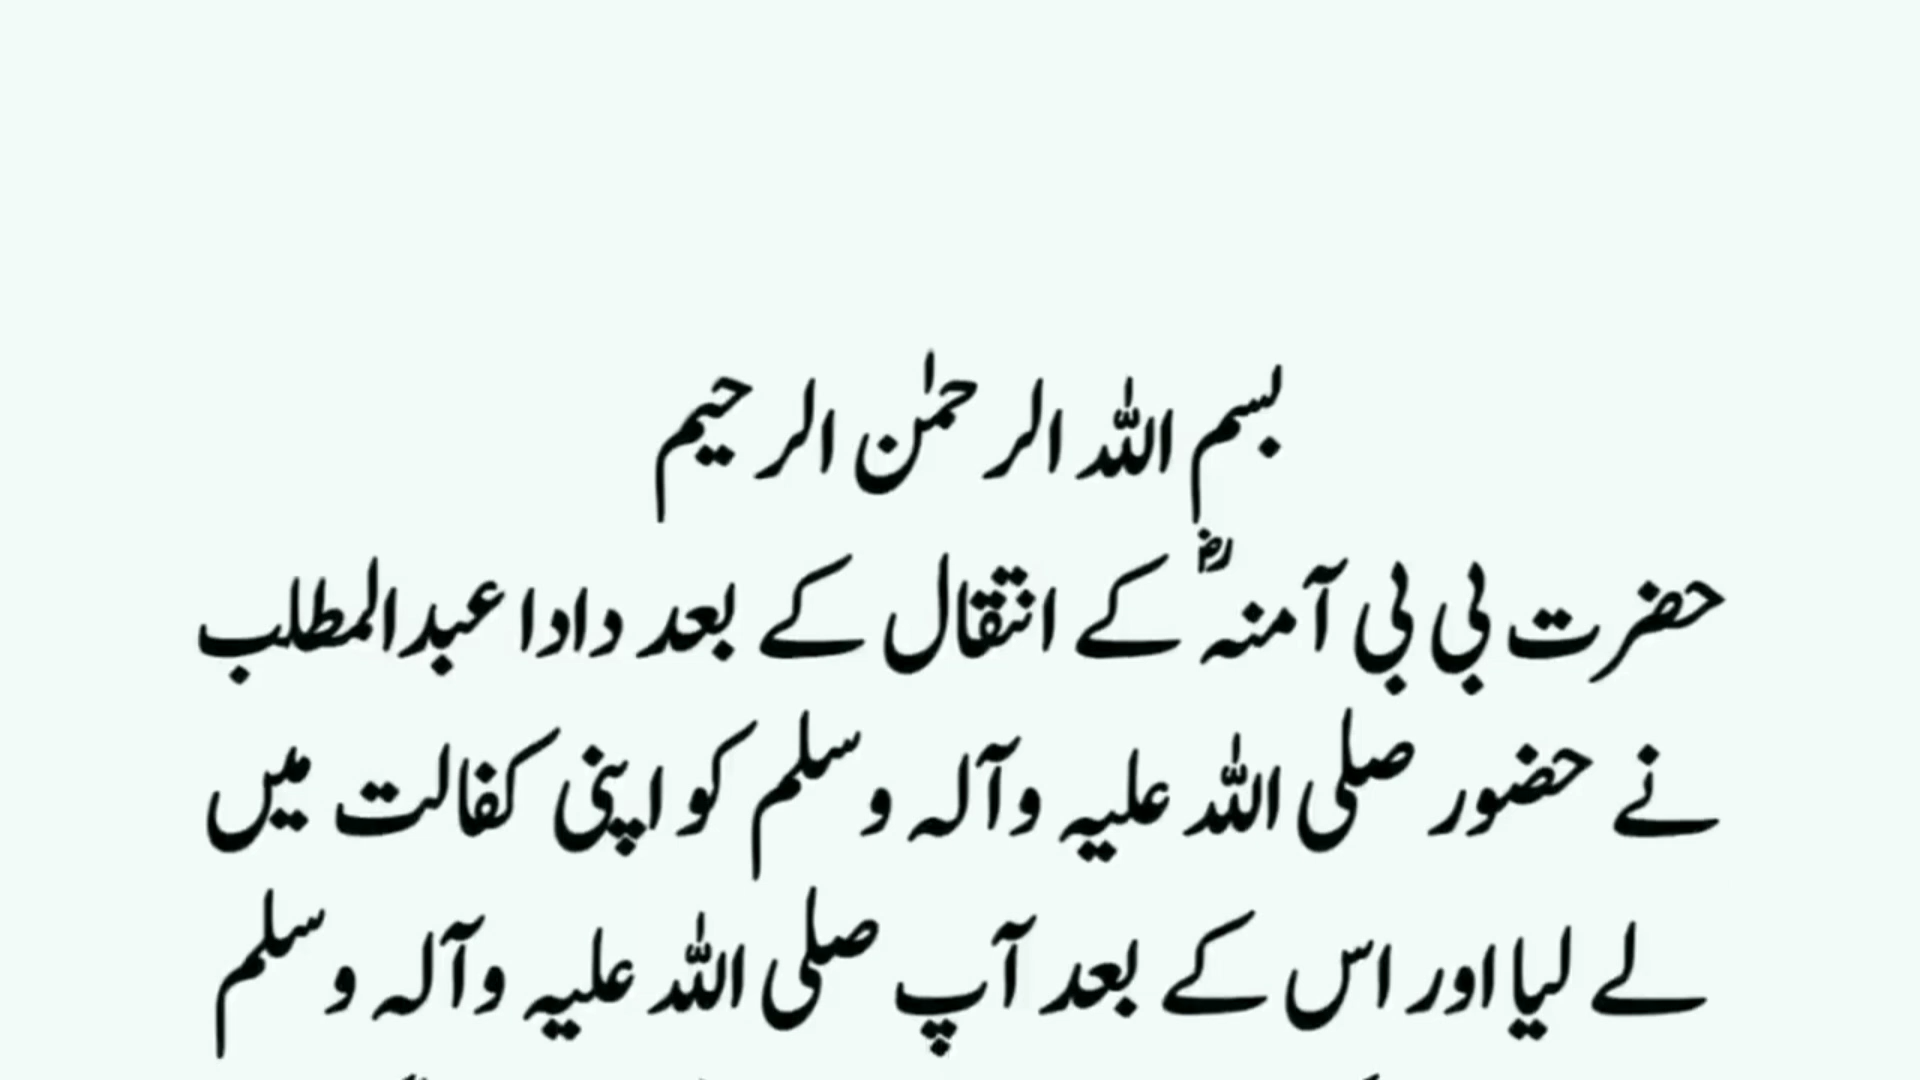 بسم اللہ الرحمٰن الرحیم
حضرت بی بی آمنہؓ کے انتقال کے بعد دادا عبدالمطلب
نے حضور صلی اللہ علیہ وآلہ وسلم کو اپنی کفالت میں
لے لیا اور اس کے بعد آپ صلی اللہ علیہ وآلہ وسلم